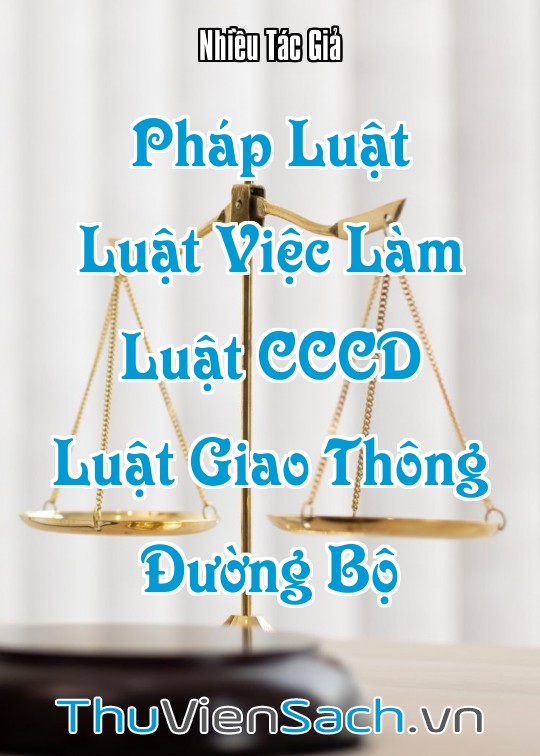 Nhiều Tác Giả
Pháp Luật
Luật Việc Làm
Luật CCCD
Luật Giao Thông
Đường Bộ
ThuVienSach.vn